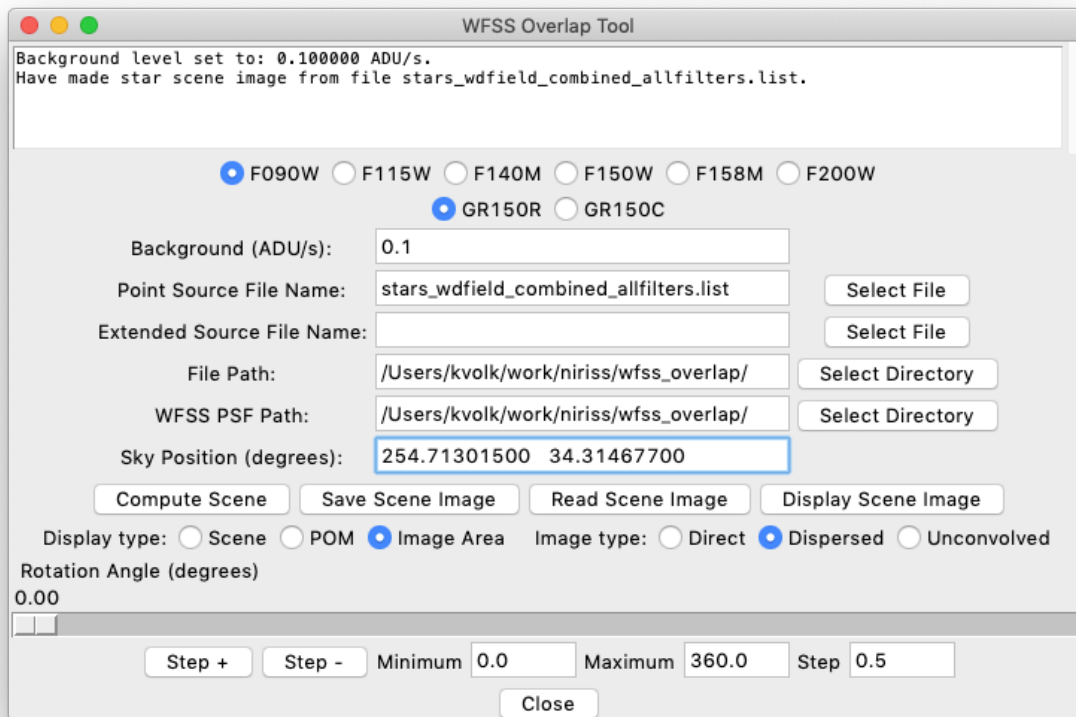 WFSS Overlap Tool
Background level set to: 0.100000 ADU/s.
Have made star scene image from file stars_wdfield_combined_allfilters.list.
F090W F115W F140M F150W F158M F200W
GR150R GR150C
Background (ADU/s): 0.1
Point Source File Name: stars_wdfield_combined_allfilters.list Select File
Extended Source File Name: Select File
File Path: /Users/kvolk/work/niriss/wfss_overlap/ Select Directory
WFSS PSF Path: /Users/kvolk/work/niriss/wfss_overlap/ Select Directory
Sky Position (degrees): 254.71301500 34.31467700
Compute Scene Save Scene Image Read Scene Image Display Scene Image
Display type: Scene POM Image Area Image type: Direct Dispersed Unconvolved
Rotation Angle (degrees)
0.00
Step + Step - Minimum 0.0 Maximum 360.0 Step 0.5
Close